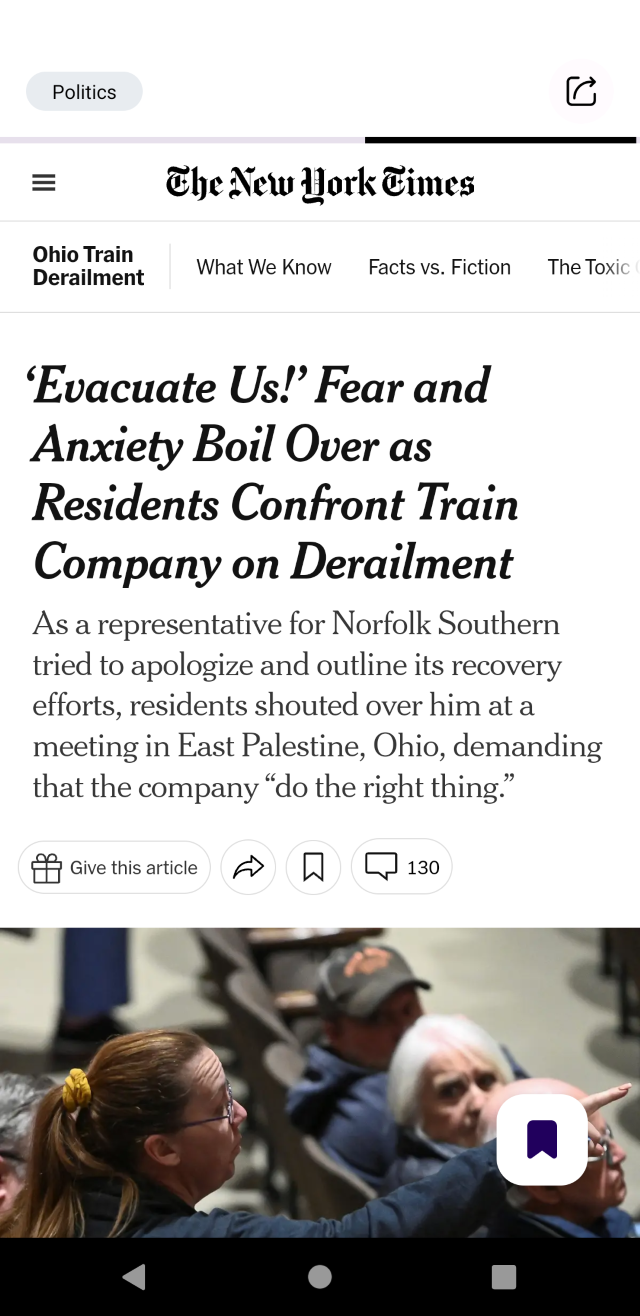 Politics
The New York Times
Ohio Train
Derailment
What We Know
Facts vs. Fiction
The Toxic
‘Evacuate Us!’ Fear and
Anxiety Boil Over as
Residents Confront Train
Company on Derailment
As a representative for Norfolk Southern
tried to apologize and outline its recovery
efforts, residents shouted over him at a
meeting in East Palestine, Ohio, demanding
that the company “do the right thing.”
Give this article
130